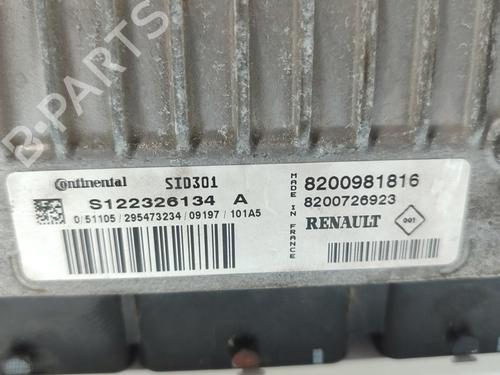 B-PARTS
Continental SID301
S122326134 A
0/51105/295473234/09197/101A5
MADE IN FRANCE
8200981816
8200726923
RENAULT 001